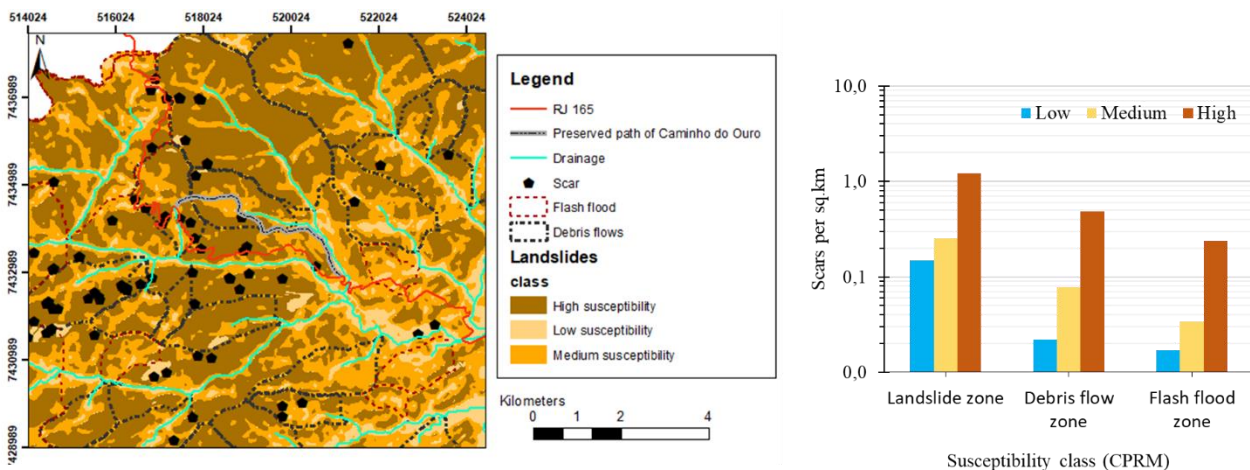 514024 516024 518024 520024 522024 524024
N
7436989
7434989
7432989
7430989
7428989
Legend
RJ 165
Preserved path of Caminho do Ouro
Drainage
Scar
Flash flood
Debris flows
Landslides
class
High susceptibility
Low susceptibility
Medium susceptibility
Kilometers
0 1 2 4
Scars per sq.km
10,0
1,0
0,1
0,0
Low Medium High
Landslide zone Debris flow Flash flood
zone zone
Susceptibility class (CPRM)